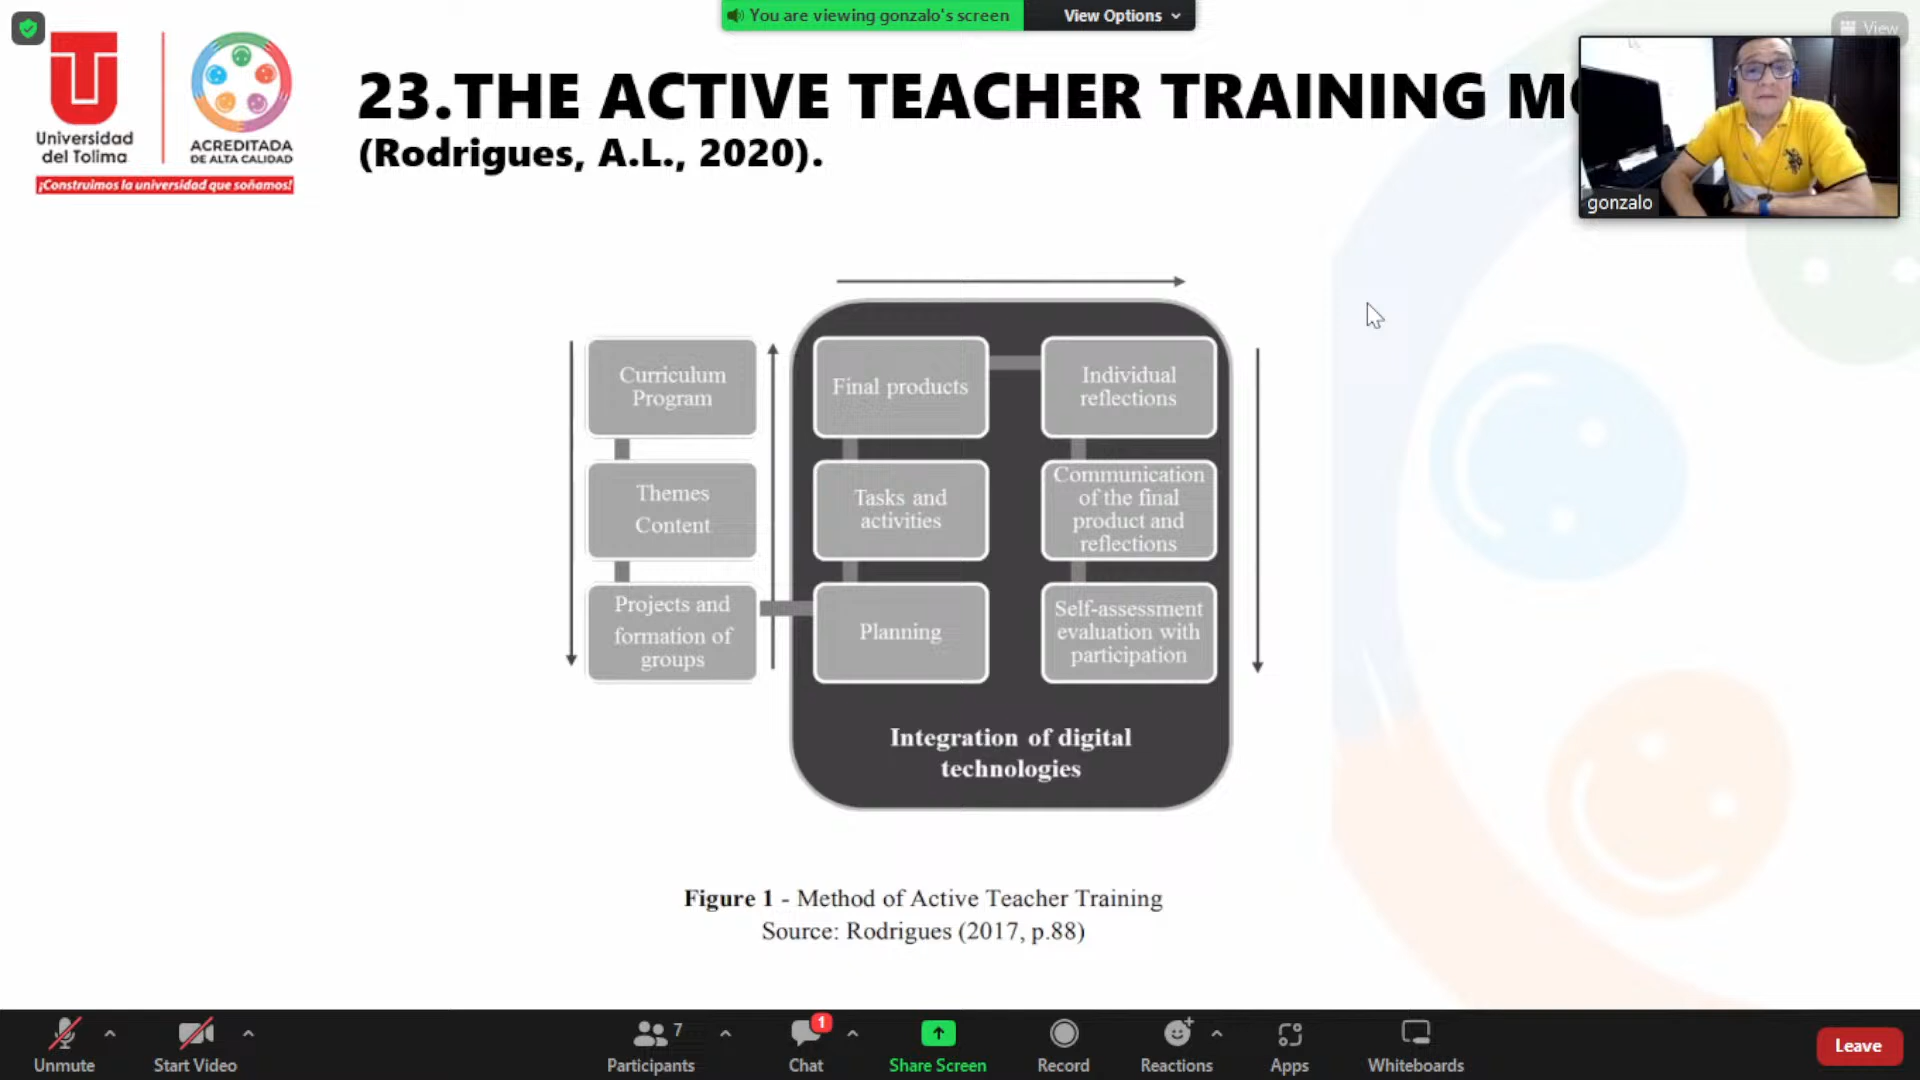 You are viewing gonzalo's screen
View Options
View
Universidad
del Tolima
ACREDITADA
DE ALTA CALIDAD
¡Construimos la universidad que soñamos!
23.THE ACTIVE TEACHER TRAINING M
(Rodrigues, A.L., 2020).
gonzalo
Curriculum
Program
Themes
Content
Projects and
formation of
groups
Final products
Tasks and
activities
Planning
Individual
reflections
Communication
of the final
product and
reflections
Self-assessment
evaluation with
participation
Integration of digital
technologies
Figure 1 - Method of Active Teacher Training
Source: Rodrigues (2017, p.88)
Unmute
Start Video
7
Participants
1
Chat
Share Screen
Record
Reactions
Apps
Whiteboards
Leave